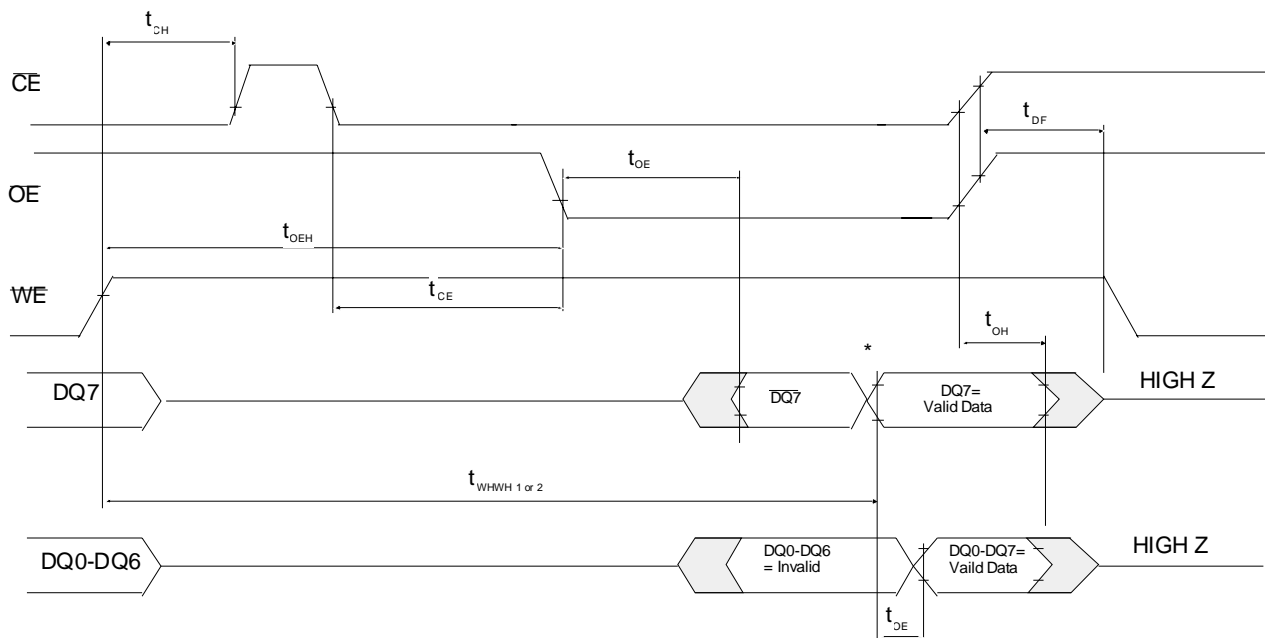 tCH
CE
tDF
tOE
OE
tOEH
WE
tCE
tOH
*
DQ7
DQ7
DQ7=
Valid Data
HIGH Z
tWHWH 1 or 2
DQ0-DQ6
DQ0-DQ6
= Invalid
DQ0-DQ7=
Vaild Data
HIGH Z
tOE